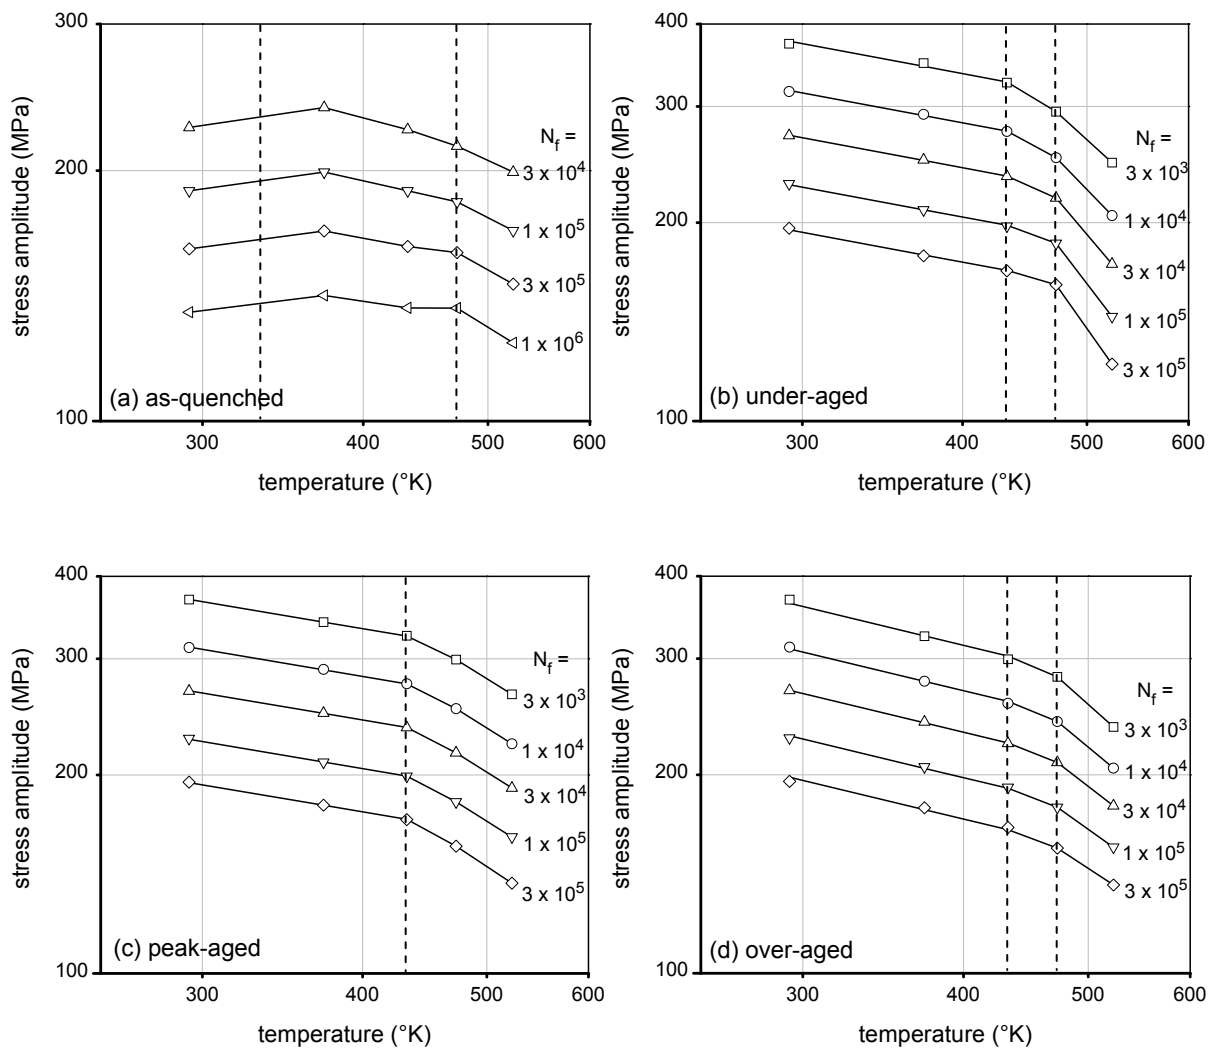 300
200
100
stress amplitude (MPa)
N_f =
3 x 10^4
1 x 10^5
3 x 10^5
1 x 10^6
(a) as-quenched
300
400
500
600
temperature (°K)
400
300
200
100
stress amplitude (MPa)
N_f =
3 x 10^3
1 x 10^4
3 x 10^4
1 x 10^5
3 x 10^5
(b) under-aged
300
400
500
600
temperature (°K)
400
300
200
100
stress amplitude (MPa)
N_f =
3 x 10^3
1 x 10^4
3 x 10^4
1 x 10^5
3 x 10^5
(c) peak-aged
300
400
500
600
temperature (°K)
400
300
200
100
stress amplitude (MPa)
N_f =
3 x 10^3
1 x 10^4
3 x 10^4
1 x 10^5
3 x 10^5
(d) over-aged
300
400
500
600
temperature (°K)